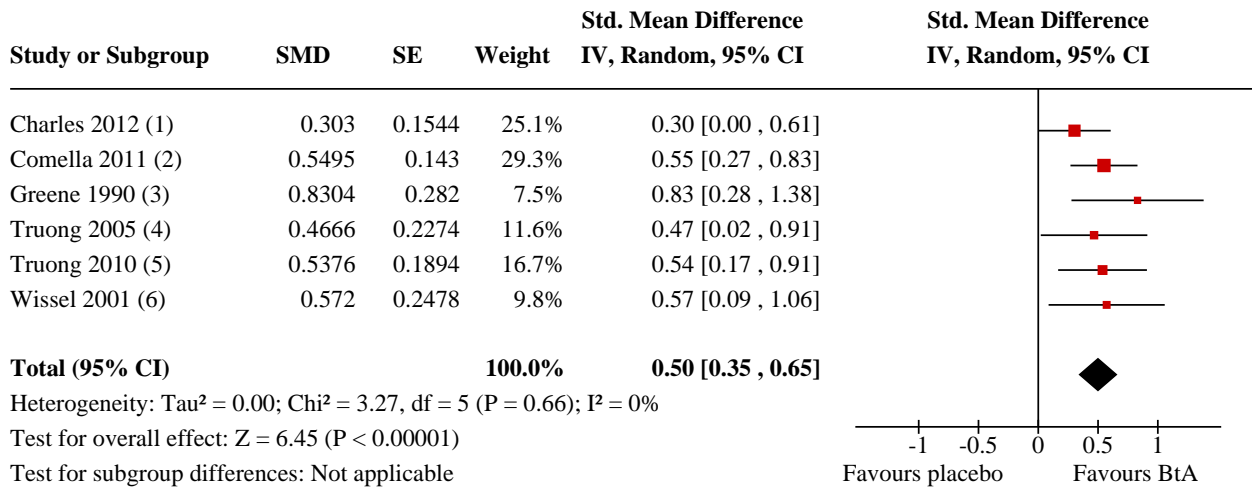 Std. Mean Difference Std. Mean Difference
Study or Subgroup SMD SE Weight IV, Random, 95% CI IV, Random, 95% CI
Charles 2012 (1) 0.303 0.1544 25.1% 0.30 [0.00 , 0.61]
Comella 2011 (2) 0.5495 0.143 29.3% 0.55 [0.27 , 0.83]
Greene 1990 (3) 0.8304 0.282 7.5% 0.83 [0.28 , 1.38]
Truong 2005 (4) 0.4666 0.2274 11.6% 0.47 [0.02 , 0.91]
Truong 2010 (5) 0.5376 0.1894 16.7% 0.54 [0.17 , 0.91]
Wissel 2001 (6) 0.572 0.2478 9.8% 0.57 [0.09 , 1.06]
Total (95% CI) 100.0% 0.50 [0.35 , 0.65]
Heterogeneity: Tau² = 0.00; Chi² = 3.27, df = 5 (P = 0.66); I² = 0%
Test for overall effect: Z = 6.45 (P < 0.00001) -1 -0.5 0 0.5 1
Test for subgroup differences: Not applicable Favours placebo Favours BtA